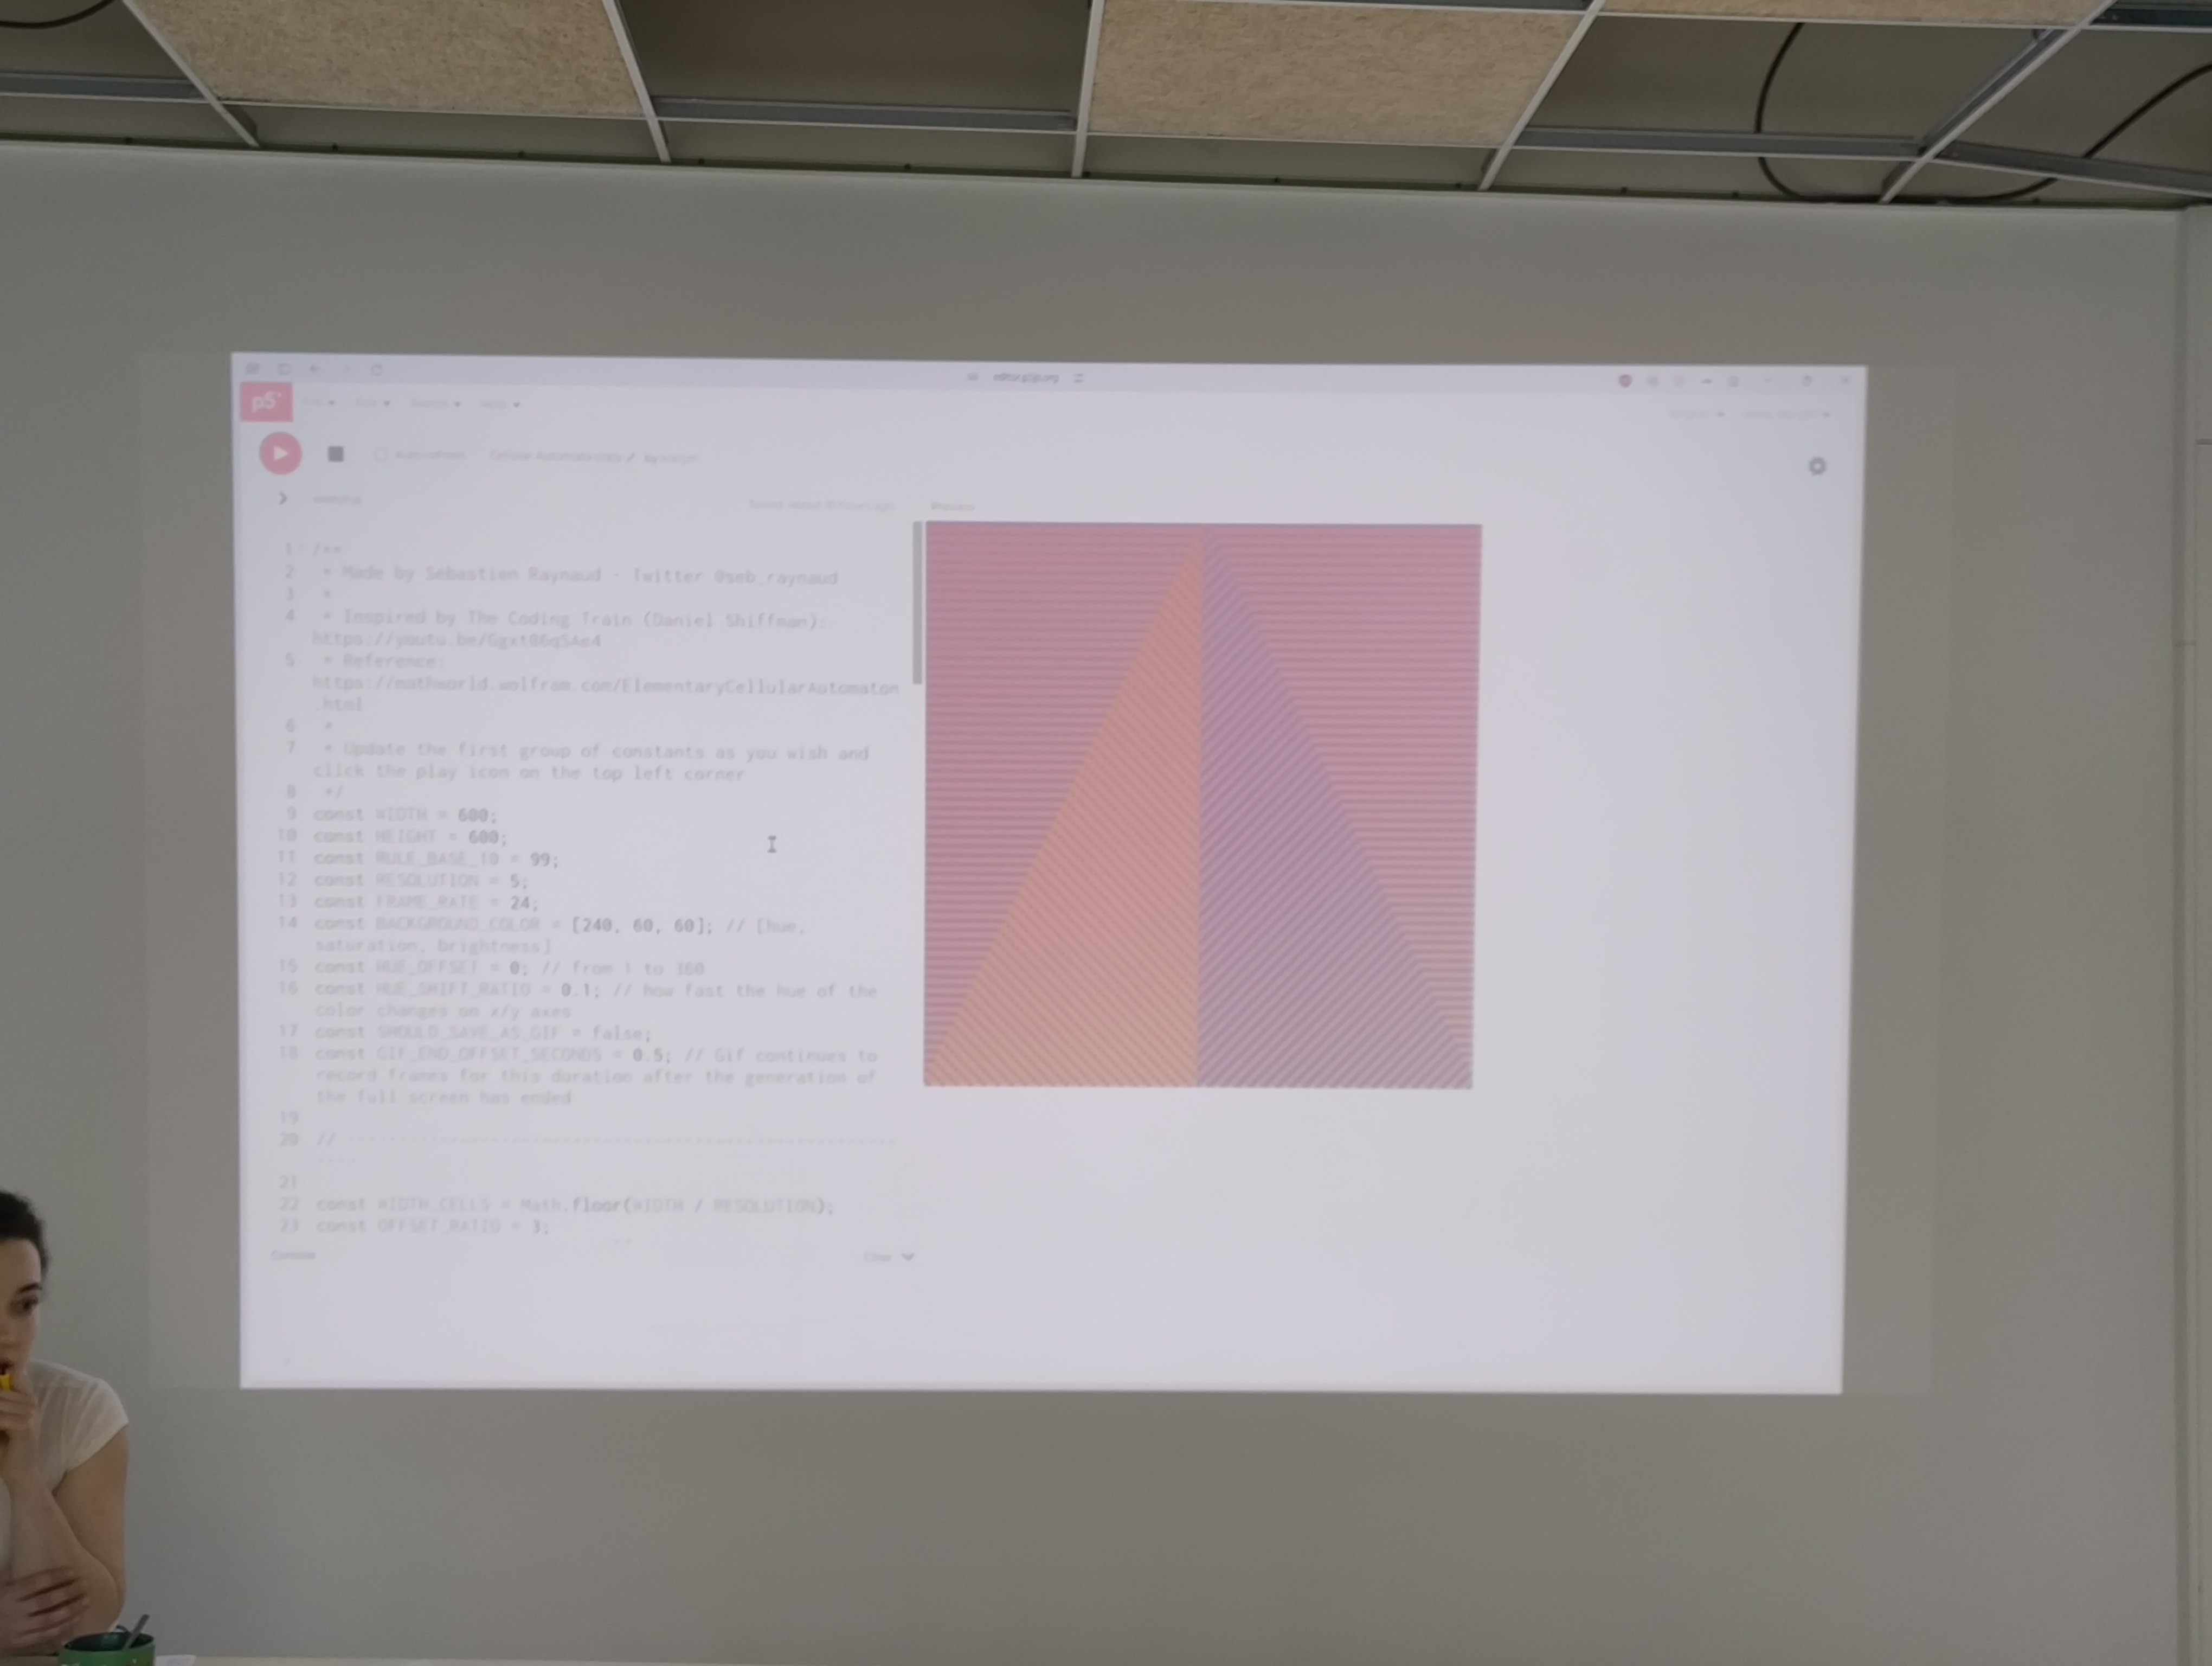 editor.p5js.org
p5*
File Edit Sketch Help
English
Auto-refresh Cellular Automata copy by
sketch.js
Saved: about 16 hours ago
Preview
1 /**
2 * Made by Sébastien Raynaud - Twitter @seb_raynaud
3 *
4 * Inspired by The Coding Train (Daniel Shiffman):
https://youtu.be/Ggxt06qSAe4
5 * Reference:
https://mathworld.wolfram.com/ElementaryCellularAutomaton
.html
6 *
7 * Update the first group of constants as you wish and
click the play icon on the top left corner
8 */
9 const WIDTH = 600;
10 const HEIGHT = 600;
11 const RULE_BASE_10 = 99;
12 const RESOLUTION = 5;
13 const FRAME_RATE = 24;
14 const BACKGROUND_COLOR = [240, 60, 60]; // [hue,
saturation, brightness]
15 const HUE_OFFSET = 0; // from 1 to 360
16 const HUE_SHIFT_RATIO = 0.1; // how fast the hue of the
color changes on x/y axes
17 const SHOULD_SAVE_AS_GIF = false;
18 const GIF_END_OFFSET_SECONDS = 0.5; // Gif continues to
record frames for this duration after the generation of
the full screen has ended
19
20 // ------------------------------------------------------
----
21
22 const WIDTH_CELLS = Math.floor(WIDTH / RESOLUTION);
23 const OFFSET_RATIO = 3;
Console
Clear